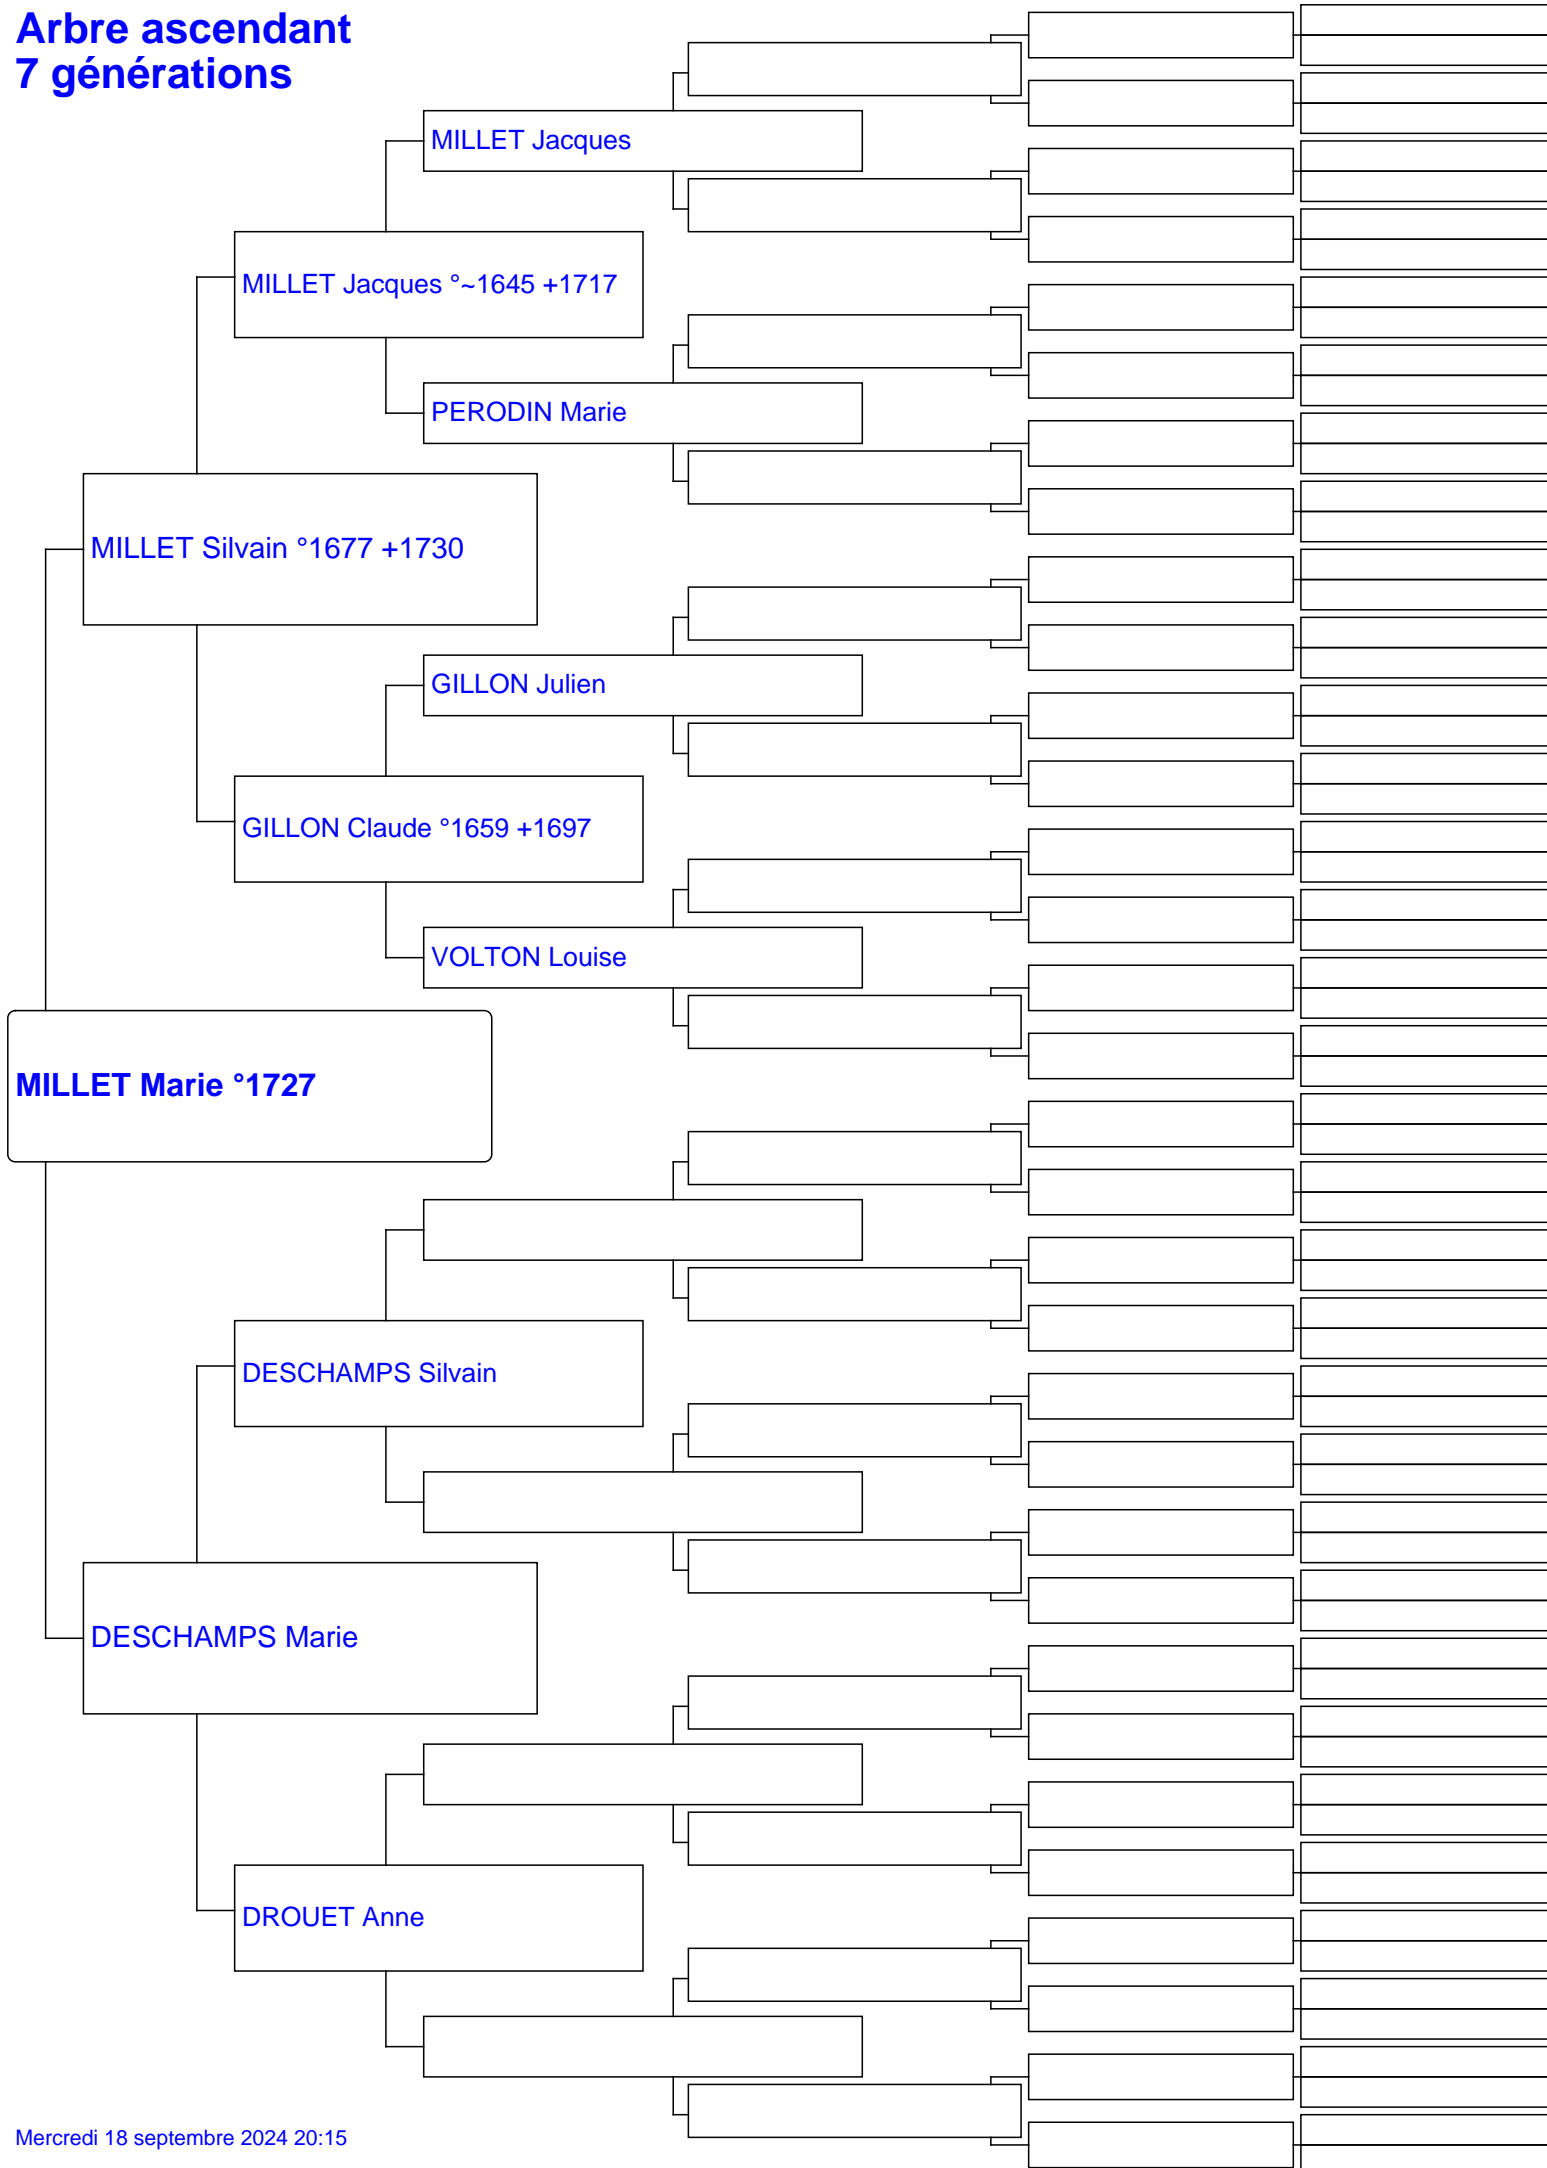 Arbre ascendant
7 générations
MILLET Jacques
MILLET Jacques °~1645 +1717
PERODIN Marie
MILLET Silvain °1677 +1730
GILLON Julien
GILLON Claude °1659 +1697
VOLTON Louise
MILLET Marie °1727
DESCHAMPS Silvain
DESCHAMPS Marie
DROUET Anne
Mercredi 18 septembre 2024 20:15